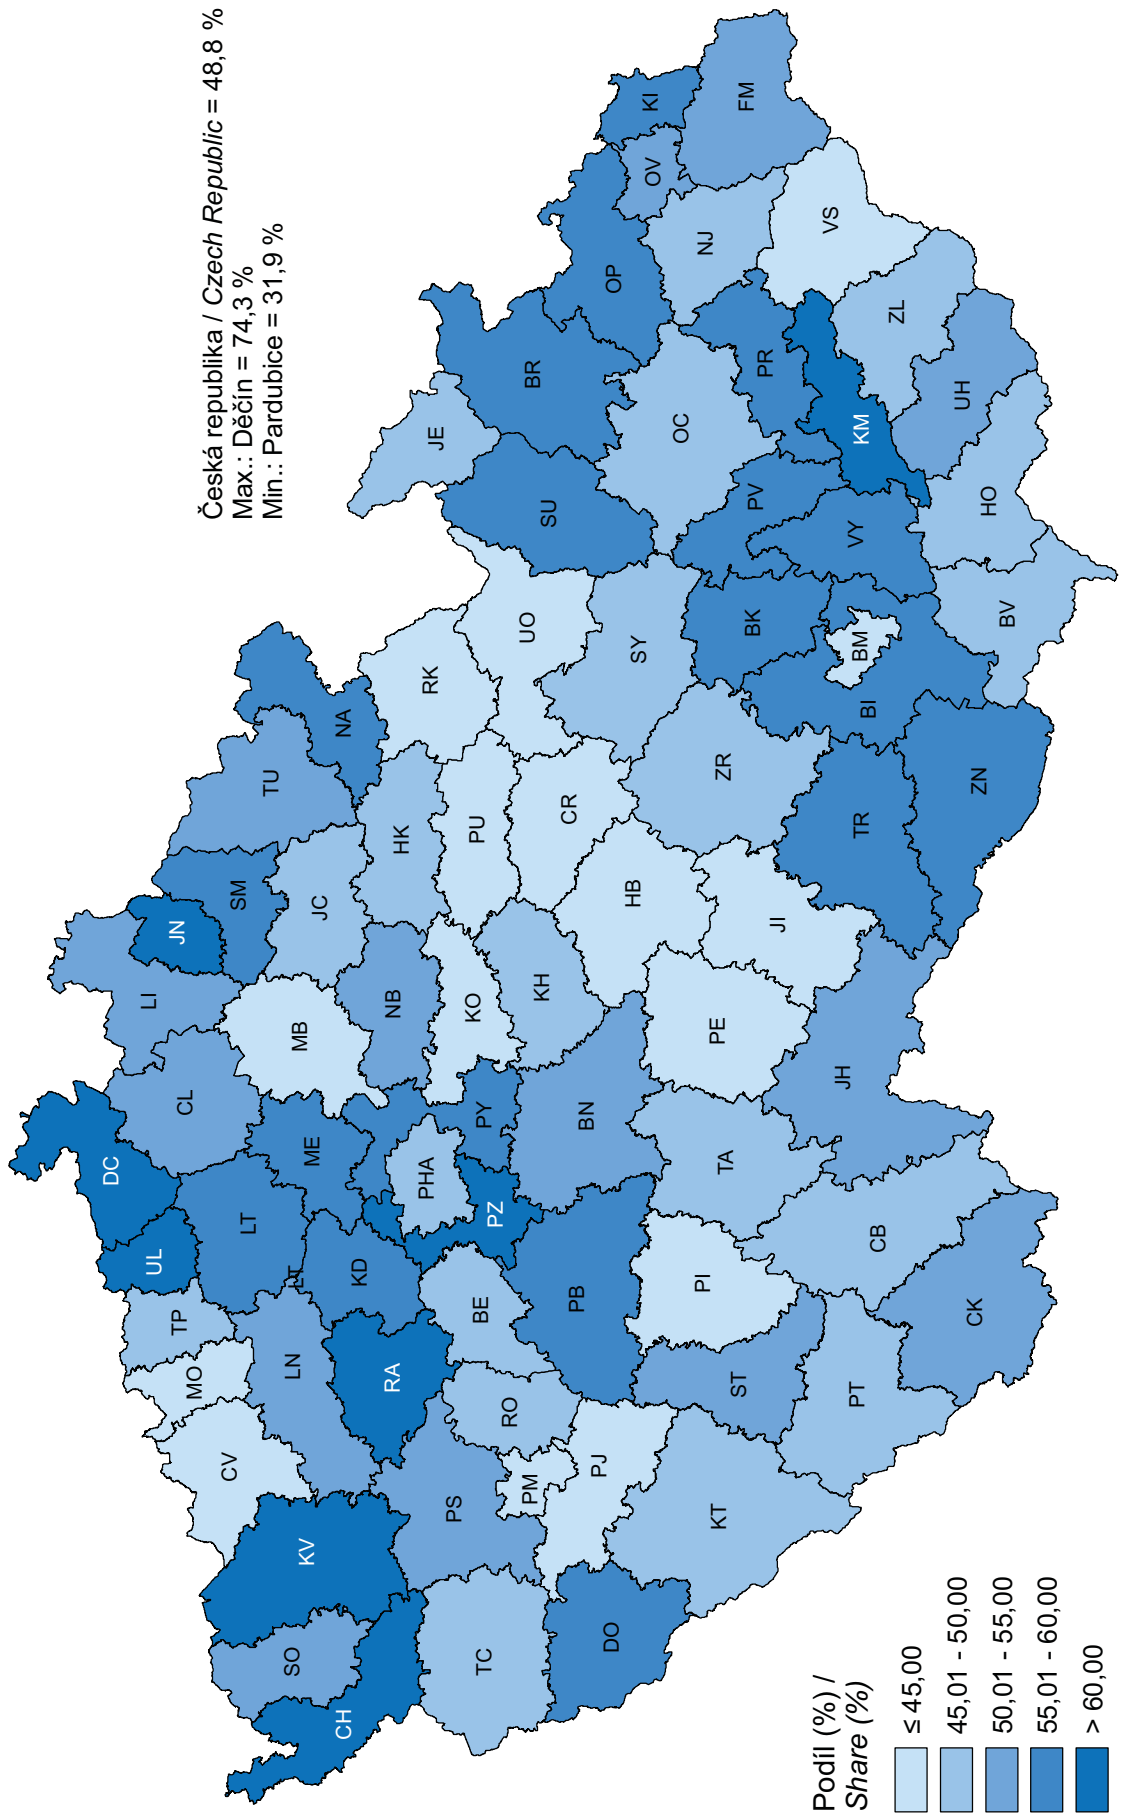 Česká republika / Czech Republic = 48,8 %
Max.: Děčín = 74,3 %
Min.: Pardubice = 31,9 %
DC
LI
JN
UL
CL
SM
TP
LT
TU
MO
ME
MB
JC
NA
CV
LN
LT
KD
NB
HK
RK
JE
KV
RA
PHA
KO
PU
UO
SU
BR
OP
KI
SO
CH
PS
BE
PZ
PY
KH
CR
SY
OC
NJ
OV
FM
TC
RO
PB
BN
HB
ZR
BK
PV
PR
VS
PM
PJ
PI
TA
PE
JI
BM
VY
KM
ZL
DO
KT
ST
JH
TR
BI
UH
PT
CB
ZN
BV
HO
CK
Podíl (%) /
Share (%)
≤ 45,00
45,01 - 50,00
50,01 - 55,00
55,01 - 60,00
> 60,00